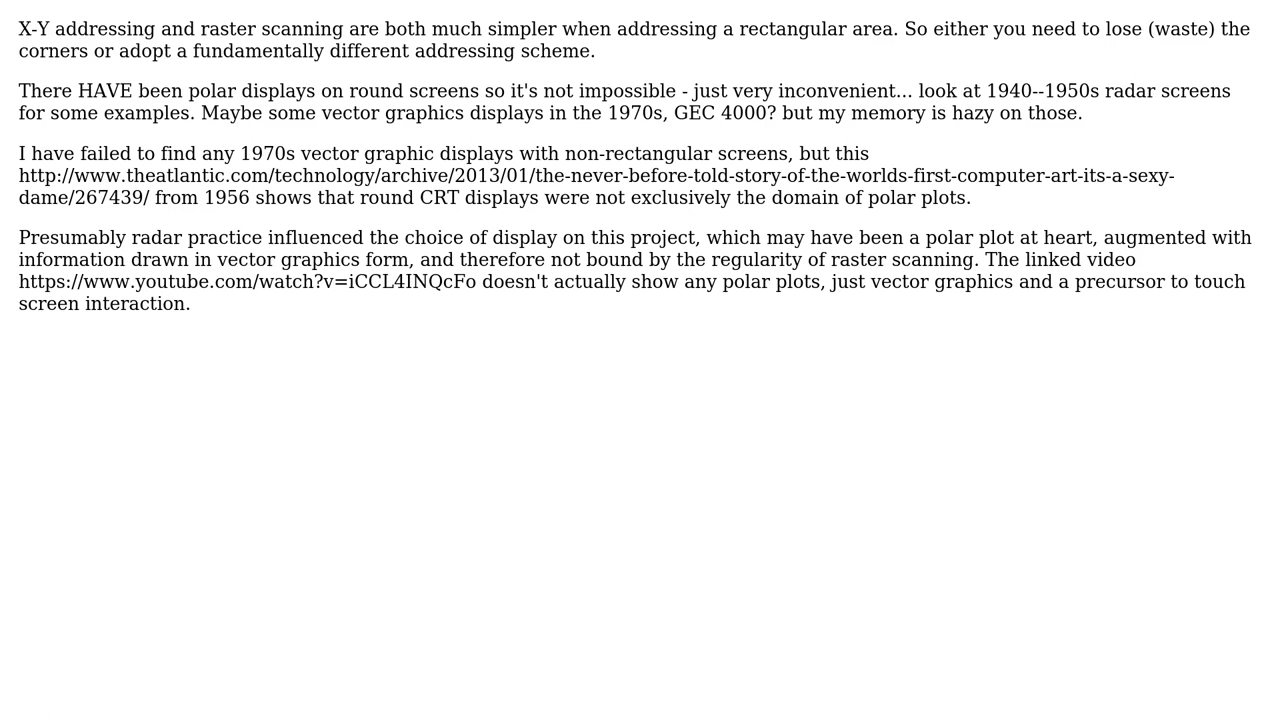 X-Y addressing and raster scanning are both much simpler when addressing a rectangular area. So either you need to lose (waste) the
corners or adopt a fundamentally different addressing scheme.
There HAVE been polar displays on round screens so it's not impossible - just very inconvenient... look at 1940--1950s radar screens
for some examples. Maybe some vector graphics displays in the 1970s, GEC 4000? but my memory is hazy on those.
I have failed to find any 1970s vector graphic displays with non-rectangular screens, but this
http://www.theatlantic.com/technology/archive/2013/01/the-never-before-told-story-of-the-worlds-first-computer-art-its-a-sexy-
dame/267439/ from 1956 shows that round CRT displays were not exclusively the domain of polar plots.
Presumably radar practice influenced the choice of display on this project, which may have been a polar plot at heart, augmented with
information drawn in vector graphics form, and therefore not bound by the regularity of raster scanning. The linked video
https://www.youtube.com/watch?v=iCCL4INQcFo doesn't actually show any polar plots, just vector graphics and a precursor to touch
screen interaction.